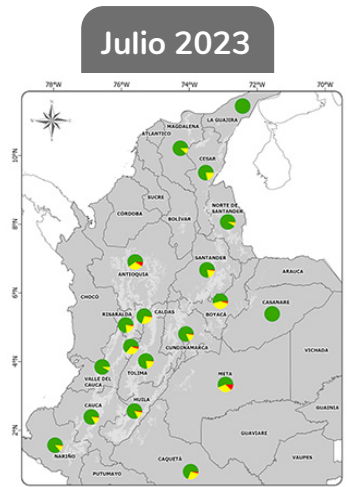 Julio 2023
78°W 76°W 74°W 72°W 70°W
LA GUAJIRA
MAGDALENA
ATLÁNTICO
10°N
CESAR
SUCRE
NORTE DE
SANTANDER
CÓRDOBA
BOLÍVAR
8°N
SANTANDER
ANTIOQUIA
ARAUCA
6°N
CHOCÓ
CASANARE
RISARALDA
CALDAS
BOYACÁ
CUNDINAMARCA
VICHADA
4°N
TOLIMA
META
VALLE DEL
CAUCA
HUILA
CAUCA
GUAINIA
2°N
GUAVIARE
NARIÑO
CAQUETÁ
VAUPES
PUTUMAYO